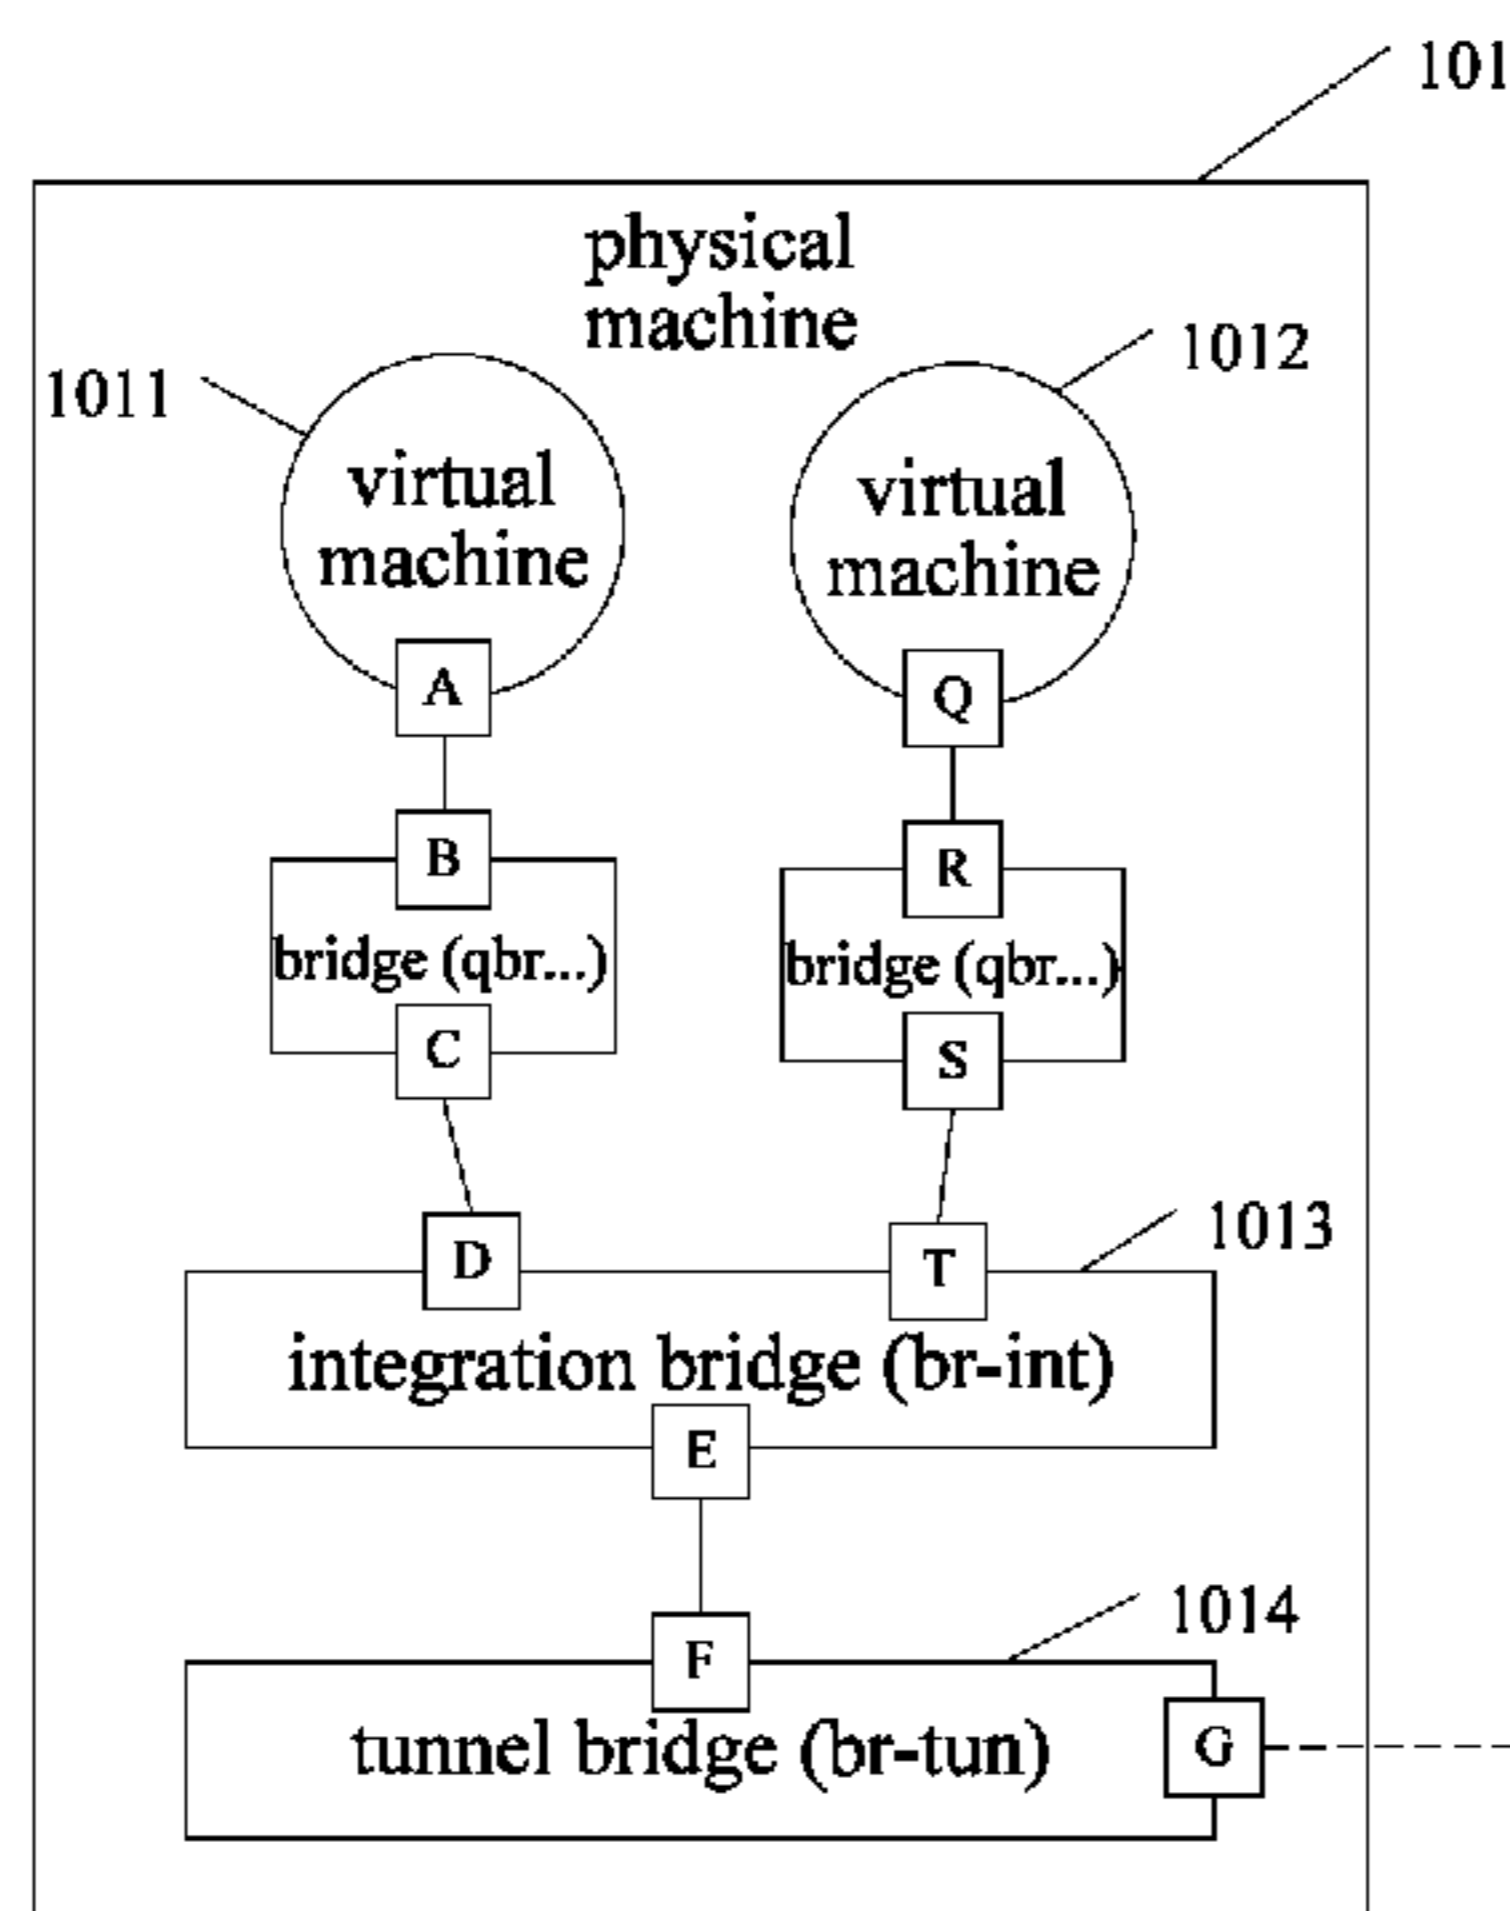 101
physical
machine
1011
1012
virtual
machine
virtual
machine
A
Q
B
R
bridge (qbr...)
bridge (qbr...)
C
S
1013
D
T
integration bridge (br-int)
E
1014
F
tunnel bridge (br-tun)
G